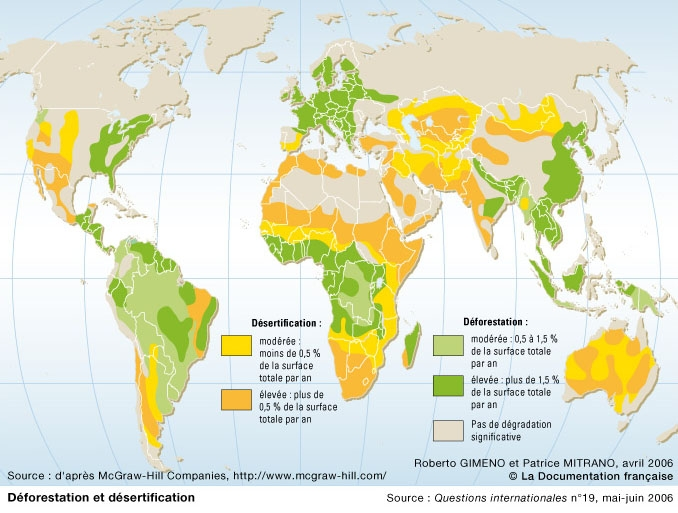 Désertification :
modérée :
moins de 0,5 %
de la surface
totale par an
élevée : plus de
0,5 % de la surface
totale par an
Déforestation :
modérée : 0,5 à 1,5 %
de la surface totale
par an
élevée : plus de 1,5 %
de la surface totale
par an
Pas de dégradation
significative
Roberto GIMENO et Patrice MITRANO, avril 2006
Source : d'après McGraw-Hill Companies, http://www.mcgraw-hill.com/
© La Documentation française
Déforestation et désertification
Source : Questions internationales n°19, mai-juin 2006